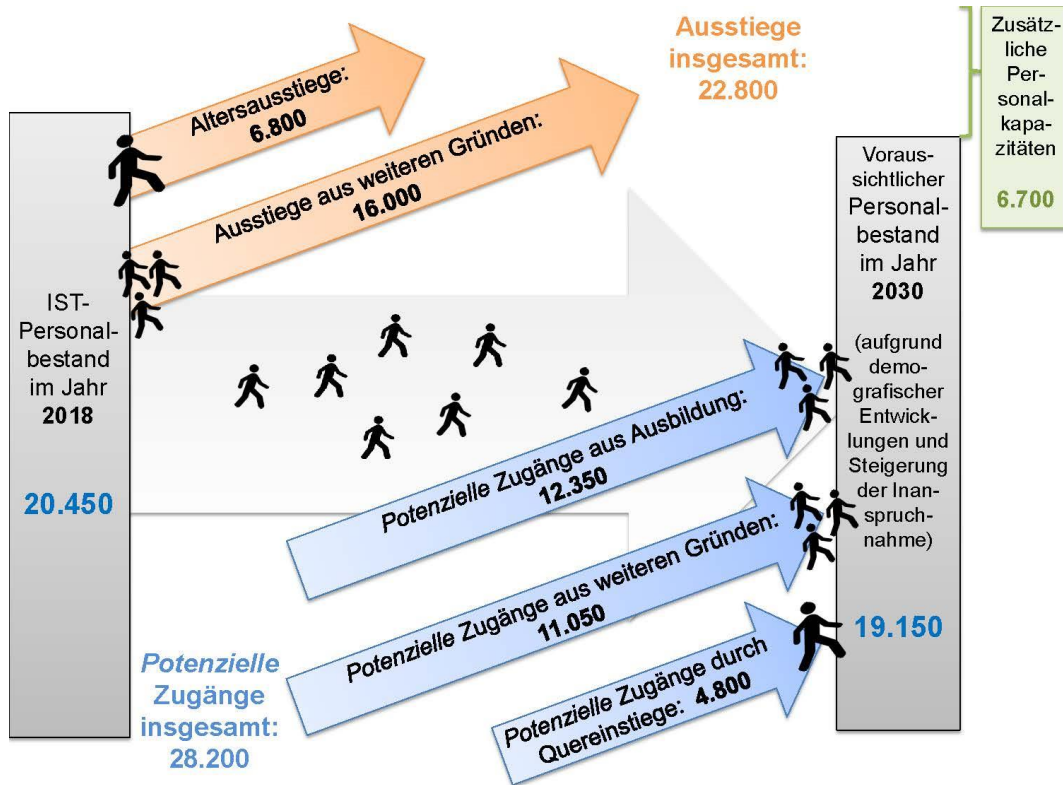 Altersausstiege:
6.800
Ausstiege aus weiteren Gründen:
16.000
Ausstiege
insgesamt:
22.800
Zusätz-
liche
Per-
sonal-
kapa-
zitäten
6.700
IST-
Personal-
bestand
im Jahr
2018
20.450
Potenzielle Zugänge aus Ausbildung:
12.350
Potenzielle Zugänge aus weiteren Gründen:
11.050
Potenzielle Zugänge durch
Quereinstiege: 4.800
Potenzielle
Zugänge
insgesamt:
28.200
Voraus-
sichtlicher
Personal-
bestand
im Jahr
2030
(aufgrund
demo-
grafischer
Entwick-
lungen und
Steigerung
der Inan-
spruch-
nahme)
19.150